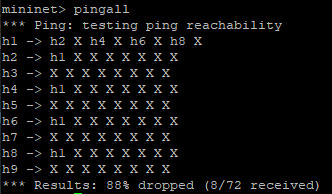 mininet> pingall
*** Ping: testing ping reachability
h1 -> h2 X h4 X h6 X h8 X
h2 -> h1 X X X X X X X
h3 -> X X X X X X X X
h4 -> h1 X X X X X X X
h5 -> X X X X X X X X
h6 -> h1 X X X X X X X
h7 -> X X X X X X X X
h8 -> h1 X X X X X X X
h9 -> X X X X X X X X
*** Results: 88% dropped (8/72 received)